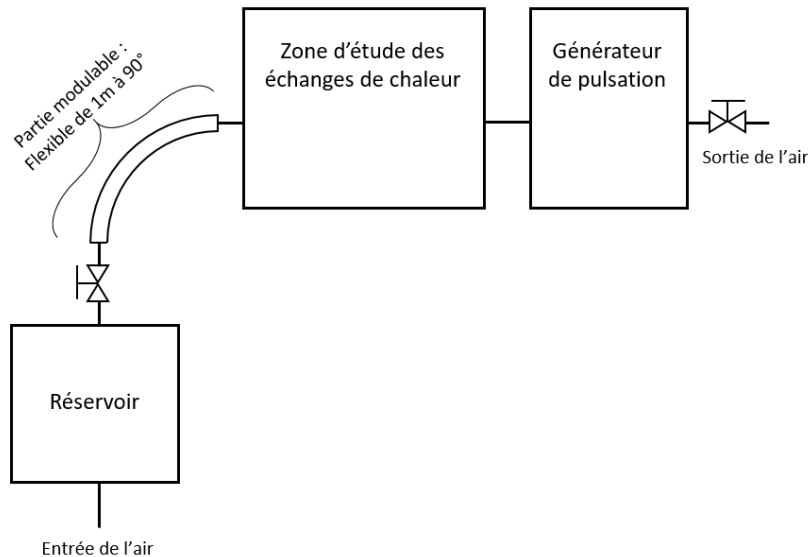 Partie modulable :
Flexible de 1m à 90°
Zone d’étude des
échanges de chaleur
Générateur
de pulsation
Sortie de l’air
Réservoir
Entrée de l’air